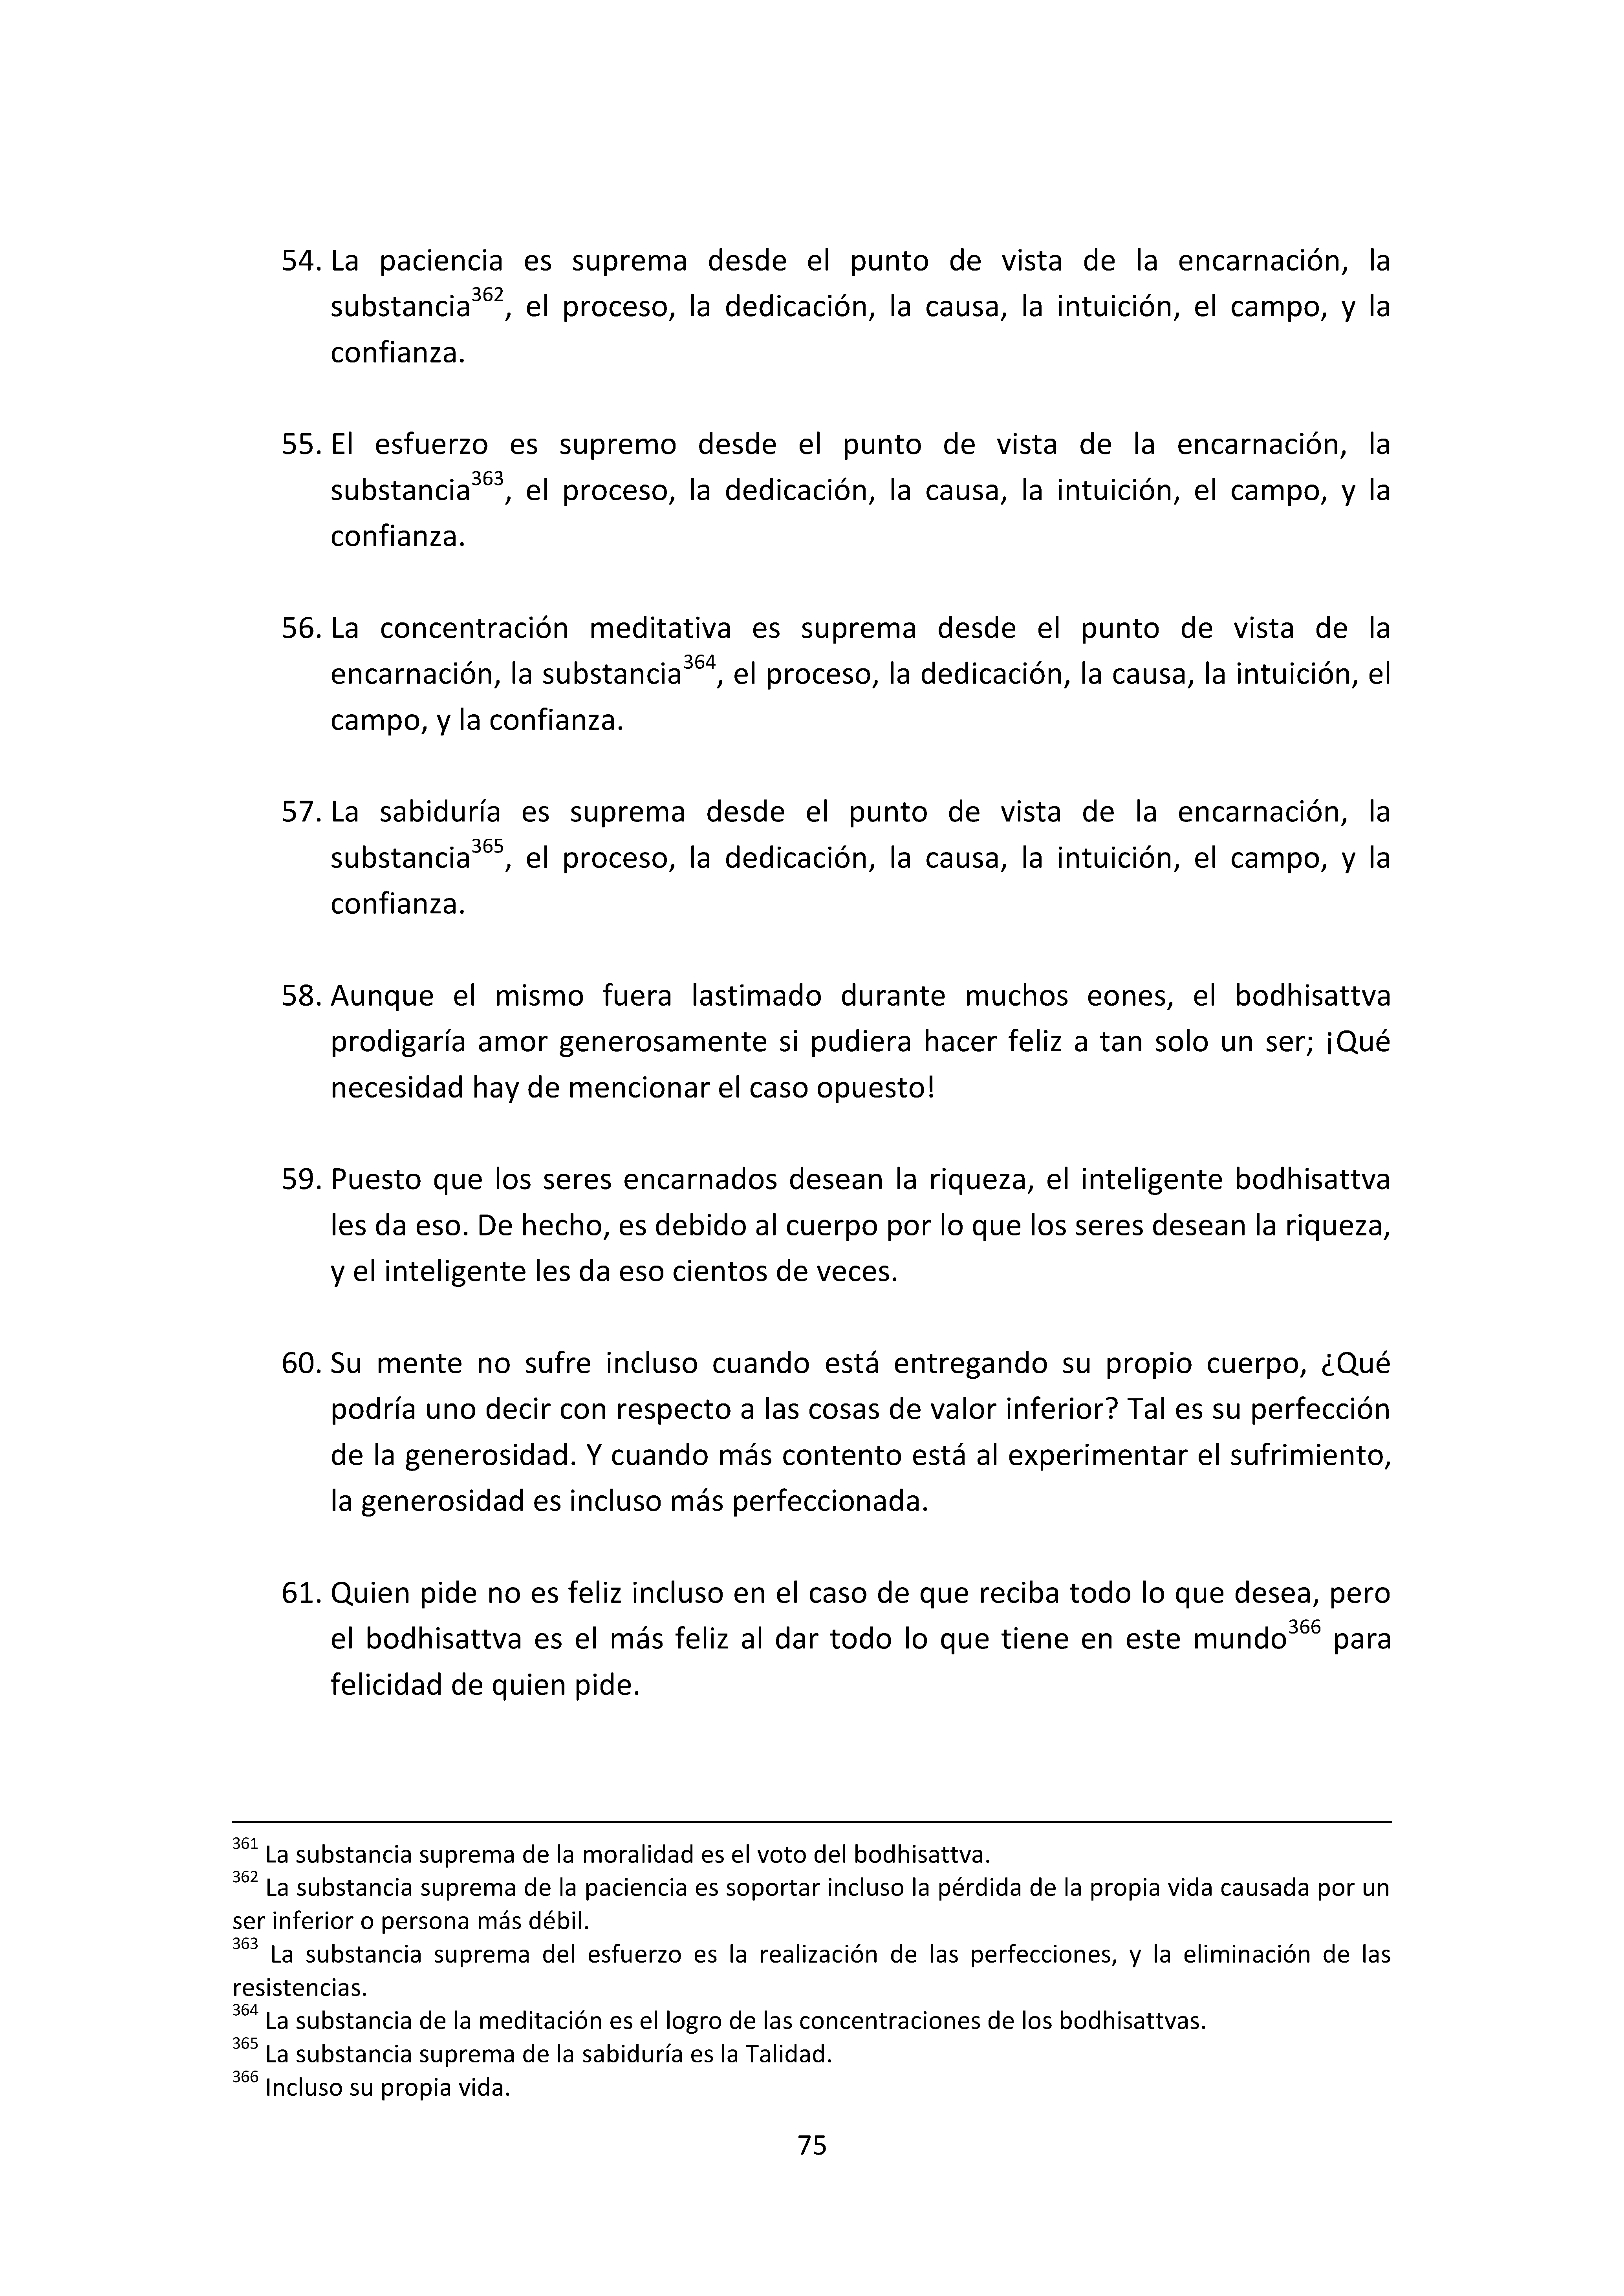 54. La paciencia es suprema desde el punto de vista de la encarnación, la
substancia362, el proceso, la dedicación, la causa, la intuición, el campo, y la
confianza.
55. El esfuerzo es supremo desde el punto de vista de la encarnación, la
substancia363, el proceso, la dedicación, la causa, la intuición, el campo, y la
confianza.
56. La concentración meditativa es suprema desde el punto de vista de la
encarnación, la substancia364, el proceso, la dedicación, la causa, la intuición, el
campo, y la confianza.
57. La sabiduría es suprema desde el punto de vista de la encarnación, la
substancia365, el proceso, la dedicación, la causa, la intuición, el campo, y la
confianza.
58. Aunque el mismo fuera lastimado durante muchos eones, el bodhisattva
prodigaría amor generosamente si pudiera hacer feliz a tan solo un ser; ¡Qué
necesidad hay de mencionar el caso opuesto!
59. Puesto que los seres encarnados desean la riqueza, el inteligente bodhisattva
les da eso. De hecho, es debido al cuerpo por lo que los seres desean la riqueza,
y el inteligente les da eso cientos de veces.
60. Su mente no sufre incluso cuando está entregando su propio cuerpo, ¿Qué
podría uno decir con respecto a las cosas de valor inferior? Tal es su perfección
de la generosidad. Y cuando más contento está al experimentar el sufrimiento,
la generosidad es incluso más perfeccionada.
61. Quien pide no es feliz incluso en el caso de que reciba todo lo que desea, pero
el bodhisattva es el más feliz al dar todo lo que tiene en este mundo366 para
felicidad de quien pide.
361 La substancia suprema de la moralidad es el voto del bodhisattva.
362 La substancia suprema de la paciencia es soportar incluso la pérdida de la propia vida causada por un
ser inferior o persona más débil.
363 La substancia suprema del esfuerzo es la realización de las perfecciones, y la eliminación de las
resistencias.
364 La substancia de la meditación es el logro de las concentraciones de los bodhisattvas.
365 La substancia suprema de la sabiduría es la Talidad.
366 Incluso su propia vida.
75